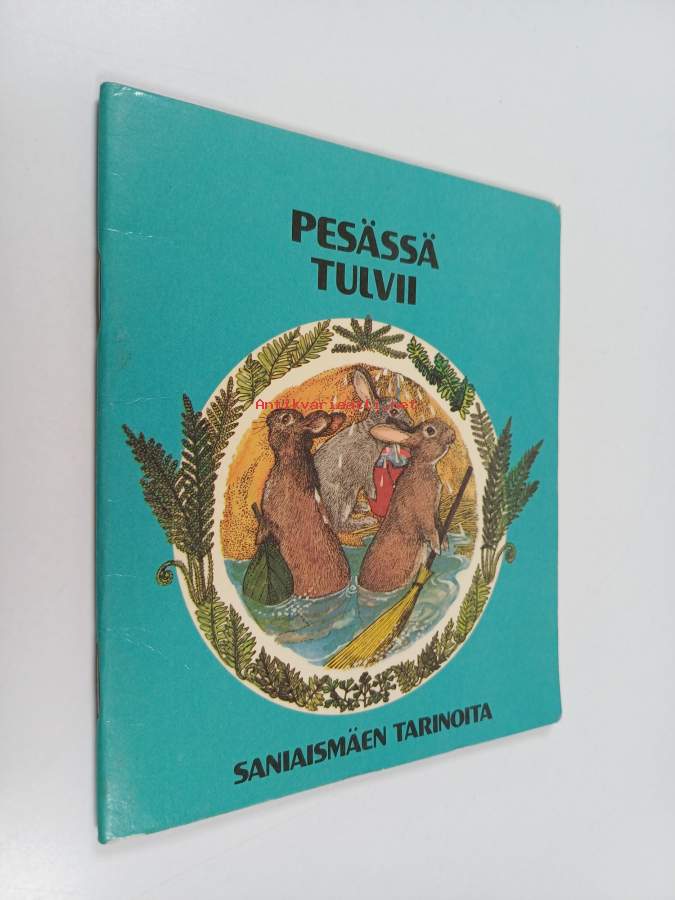 PESÄSSÄ
TULVII
Antikvariaatti.net
SANIAISMÄEN TARINOITA